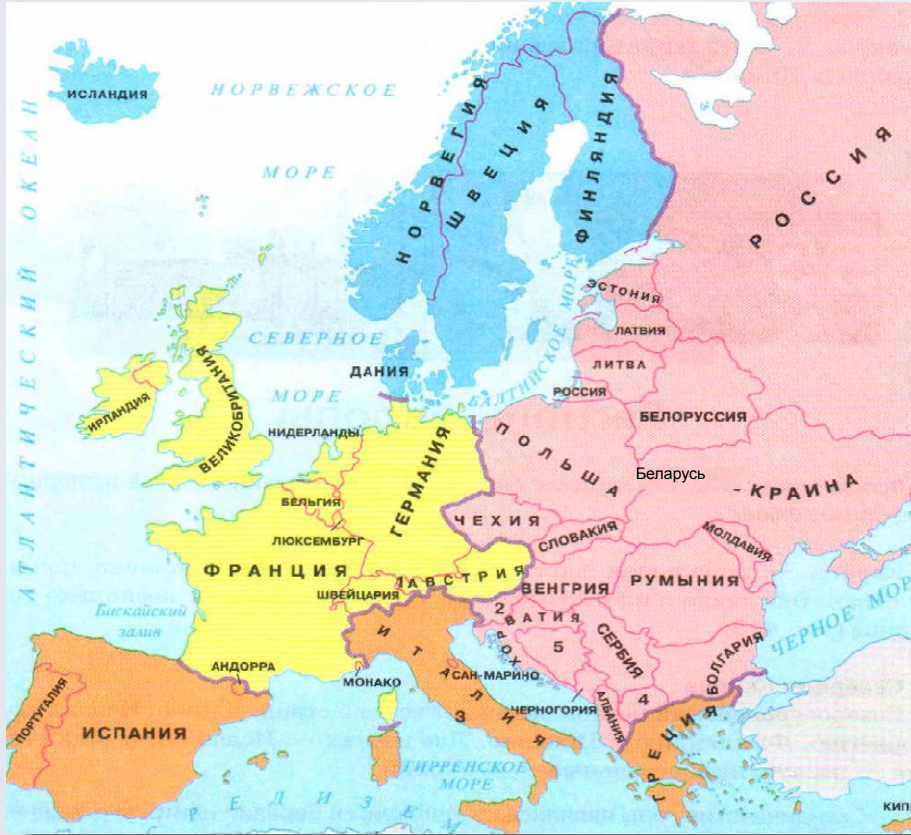 ИСЛАНДИЯ
НОРВЕЖСКОЕ
МОРЕ
АТЛАНТИЧЕСКИЙ ОКЕАН
НОРВЕГИЯ
ШВЕЦИЯ
ФИНЛЯНДИЯ
РОССИЯ
ЭСТОНИЯ
ЛАТВИЯ
ЛИТВА
РОССИЯ
БАЛТИЙСКОЕ МОРЕ
СЕВЕРНОЕ
МОРЕ
ДАНИЯ
ИРЛАНДИЯ
ВЕЛИКОБРИТАНИЯ
НИДЕРЛАНДЫ
БЕЛОРУССИЯ
ПОЛЬША
Беларусь
-КРАИНА
ГЕРМАНИЯ
БЕЛЬГИЯ
ЛЮКСЕМБУРГ
ЧЕХИЯ
СЛОВАКИЯ
МОЛДАВИЯ
ФРАНЦИЯ
ШВЕЙЦАРИЯ
1
АВСТРИЯ
ВЕНГРИЯ
РУМЫНИЯ
Бискайский
залив
2
ХОРВАТИЯ
5
СЕРБИЯ
БОЛГАРИЯ
ЧЕРНОЕ МОР
АНДОРРА
МОНАКО
ИТАЛИЯ
САН-МАРИНО
3
ЧЕРНОГОРИЯ
4
АЛБАНИЯ
ГРЕЦИЯ
ПОРТУГАЛИЯ
ИСПАНИЯ
ТИРРЕНСКОЕ
МОРЕ
РЕДИЗ
М
КИП